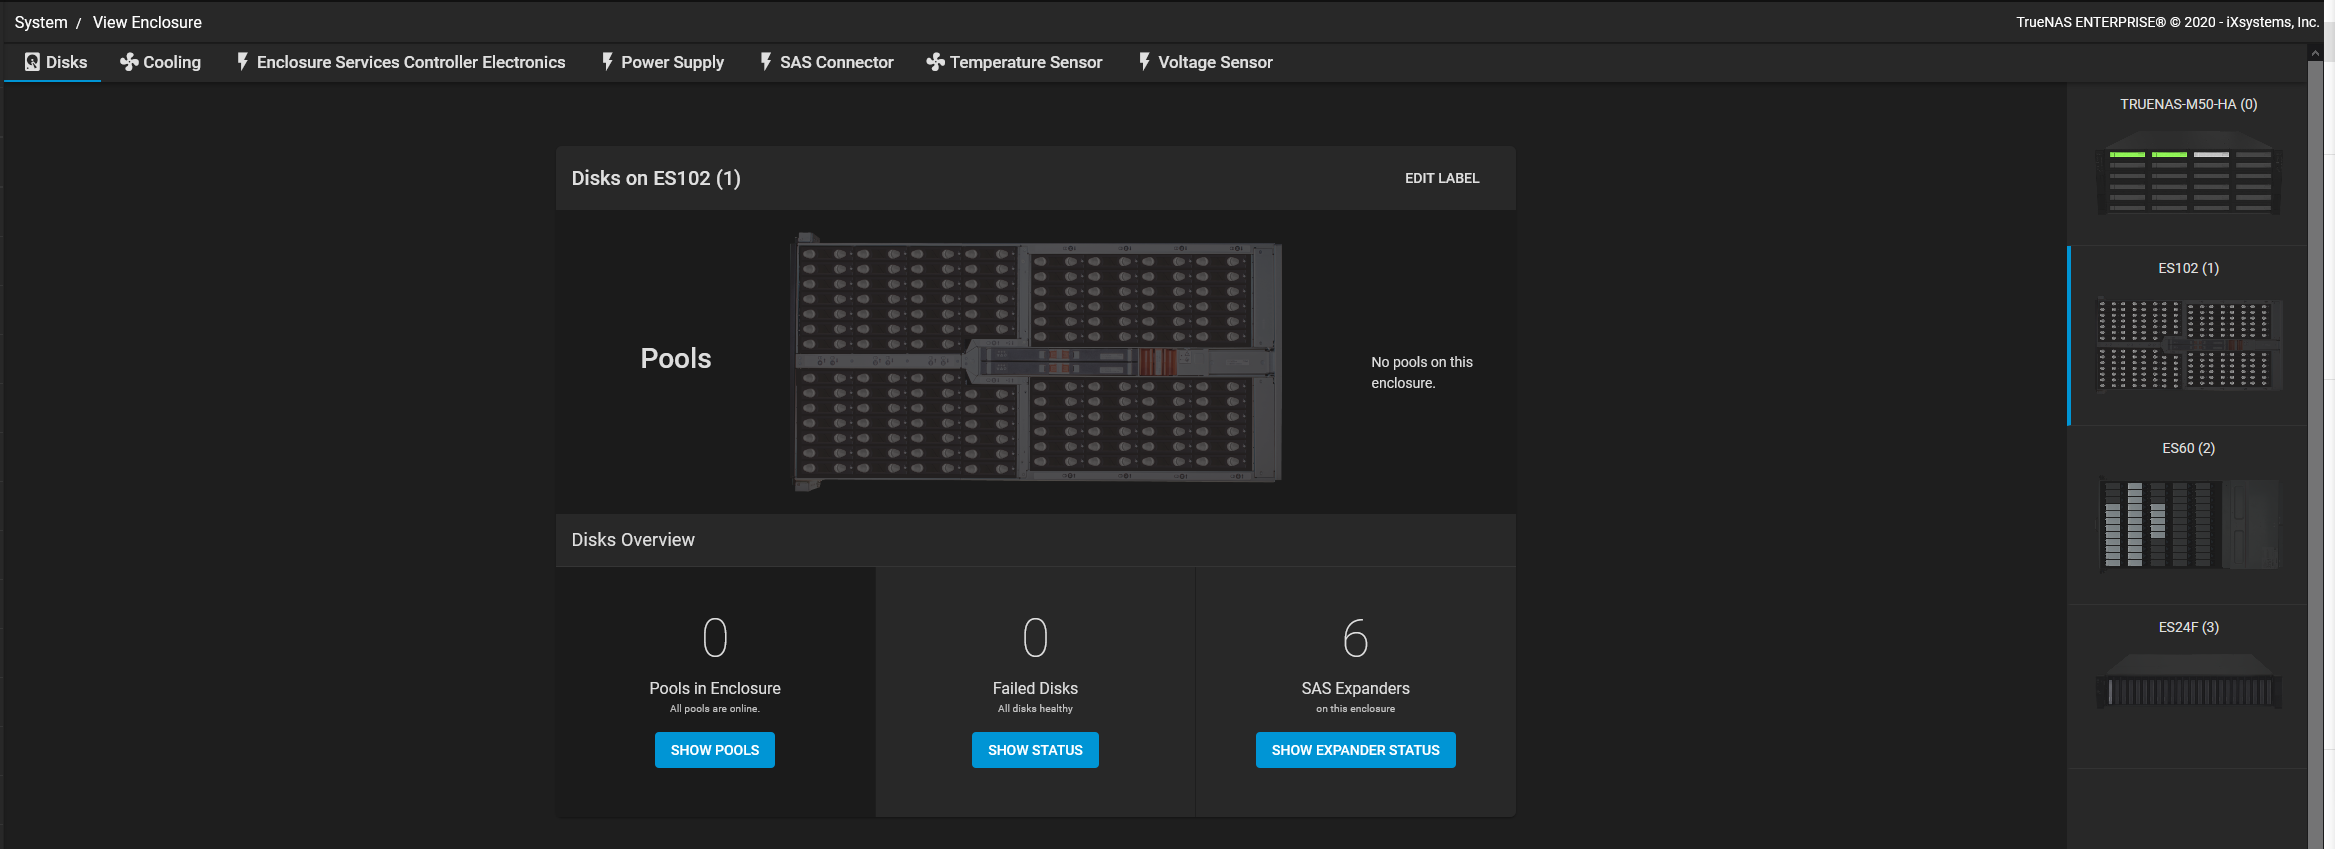 System / View Enclosure
TrueNAS ENTERPRISE® © 2020 - iXsystems, Inc.
Disks
Cooling
Enclosure Services Controller Electronics
Power Supply
SAS Connector
Temperature Sensor
Voltage Sensor
TRUENAS-M50-HA (0)
Disks on ES102 (1)
EDIT LABEL
ES102 (1)
Pools
No pools on this
enclosure.
ES60 (2)
Disks Overview
ES24F (3)
0
Pools in Enclosure
All pools are online.
SHOW POOLS
0
Failed Disks
All disks healthy
SHOW STATUS
6
SAS Expanders
on this enclosure
SHOW EXPANDER STATUS